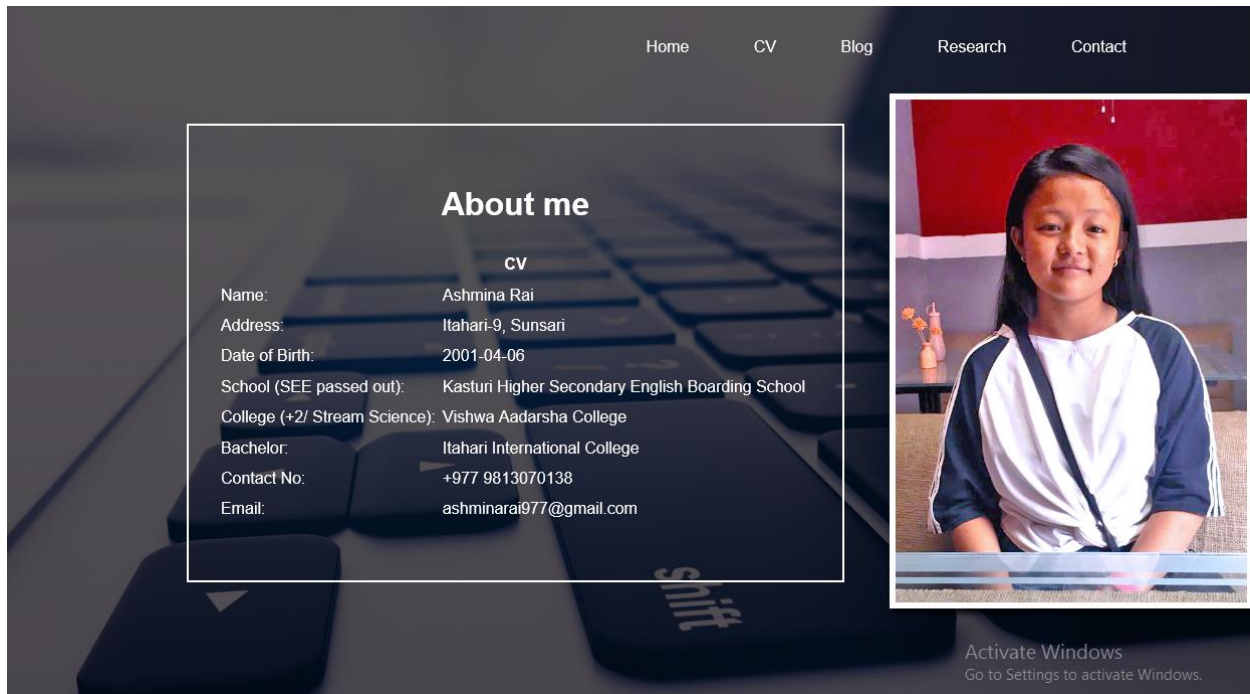 Home CV Blog Research Contact
About me
CV
Name: Ashmina Rai
Address: Itahari-9, Sunsari
Date of Birth: 2001-04-06
School (SEE passed out): Kasturi Higher Secondary English Boarding School
College (+2/ Stream Science): Vishwa Aadarsha College
Bachelor: Itahari International College
Contact No: +977 9813070138
Email: ashminarai977@gmail.com
shift
Activate Windows
Go to Settings to activate Windows.